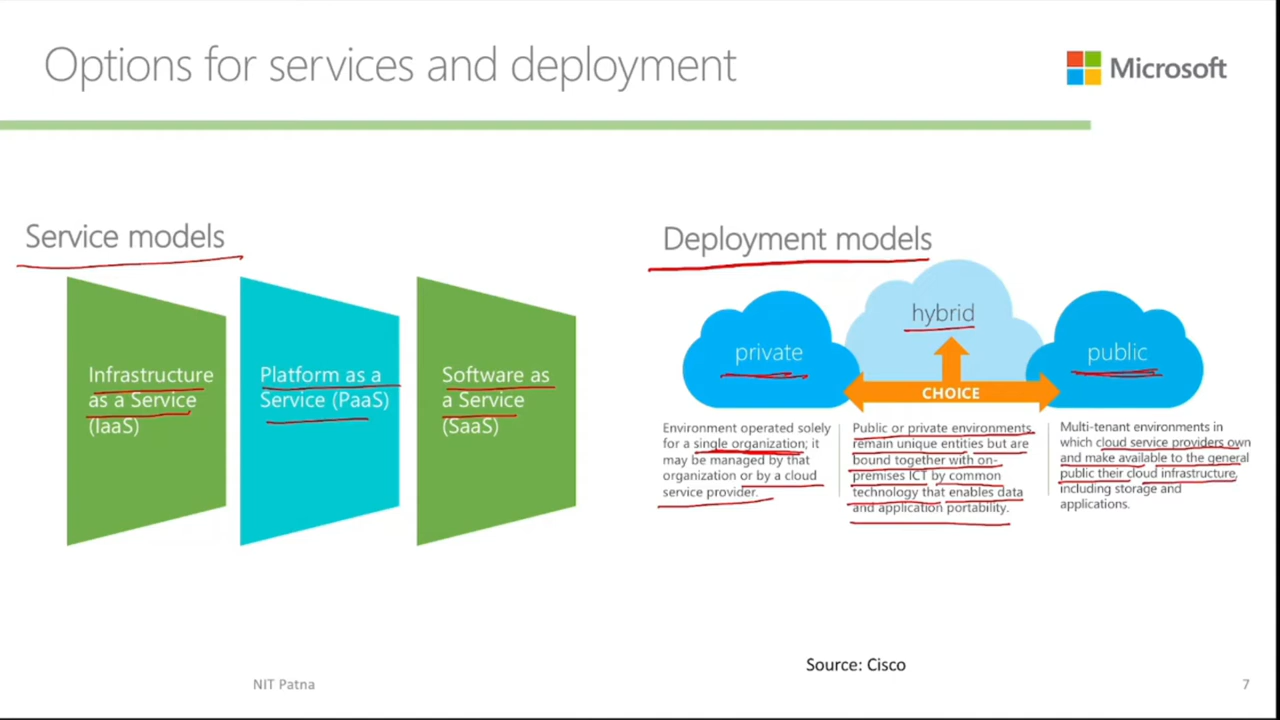 Options for services and deployment
Microsoft
Service models
Infrastructure
as a Service
(IaaS)
Platform as a
Service (PaaS)
Software as
a Service
(SaaS)
Deployment models
private
hybrid
public
CHOICE
Environment operated solely
for a single organization; it
may be managed by that
organization or by a cloud
service provider.
Public or private environments
remain unique entities but are
bound together with on-
premises ICT by common
technology that enables data
and application portability.
Multi-tenant environments in
which cloud service providers own
and make available to the general
public their cloud infrastructure,
including storage and
applications.
Source: Cisco
NIT Patna
7